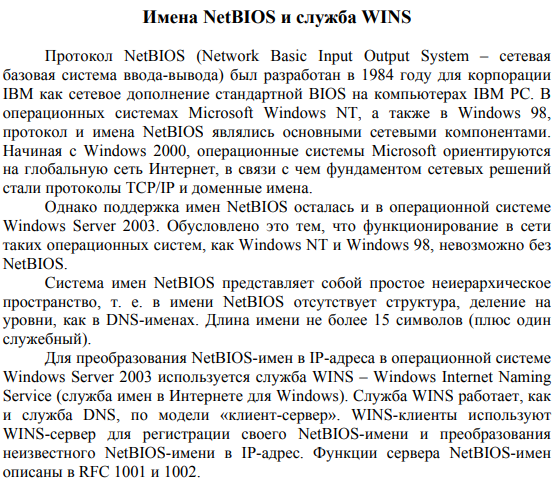 Имена NetBIOS и служба WINS
Протокол NetBIOS (Network Basic Input Output System – сетевая
базовая система ввода-вывода) был разработан в 1984 году для корпорации
IBM как сетевое дополнение стандартной BIOS на компьютерах IBM PC. В
операционных системах Microsoft Windows NT, а также в Windows 98,
протокол и имена NetBIOS являлись основными сетевыми компонентами.
Начиная с Windows 2000, операционные системы Microsoft ориентируются
на глобальную сеть Интернет, в связи с чем фундаментом сетевых решений
стали протоколы TCP/IP и доменные имена.
Однако поддержка имен NetBIOS осталась и в операционной системе
Windows Server 2003. Обусловлено это тем, что функционирование в сети
таких операционных систем, как Windows NT и Windows 98, невозможно без
NetBIOS.
Система имен NetBIOS представляет собой простое неиерархическое
пространство, т. е. в имени NetBIOS отсутствует структура, деление на
уровни, как в DNS-именах. Длина имени не более 15 символов (плюс один
служебный).
Для преобразования NetBIOS-имен в IP-адреса в операционной системе
Windows Server 2003 используется служба WINS – Windows Internet Naming
Service (служба имен в Интернете для Windows). Служба WINS работает, как
и служба DNS, по модели «клиент-сервер». WINS-клиенты используют
WINS-сервер для регистрации своего NetBIOS-имени и преобразования
неизвестного NetBIOS-имени в IP-адрес. Функции сервера NetBIOS-имен
описаны в RFC 1001 и 1002.